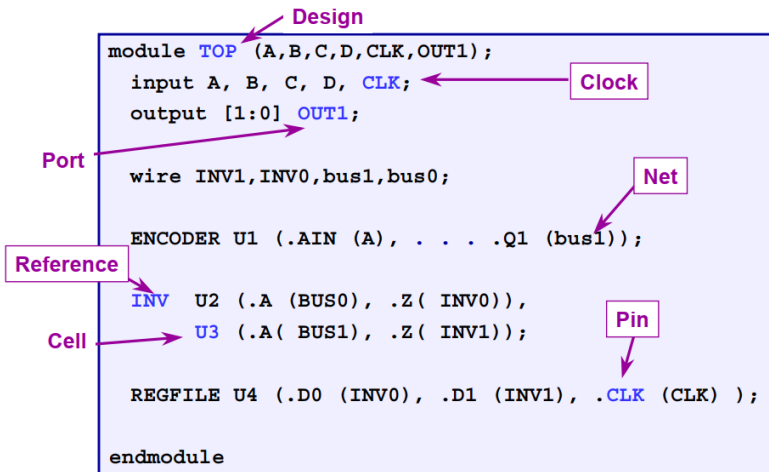 Design
module TOP (A,B,C,D,CLK,OUT1);
input A, B, C, D, CLK;
Clock
output [1:0] OUT1;
Port
wire INV1,INV0,bus1,bus0;
Net
ENCODER U1 (.AIN (A), . . . .Q1 (bus1));
Reference
INV U2 (.A (BUS0), .Z( INV0)),
Pin
Cell
U3 (.A( BUS1), .Z( INV1));
REGFILE U4 (.D0 (INV0), .D1 (INV1), .CLK (CLK) );
endmodule